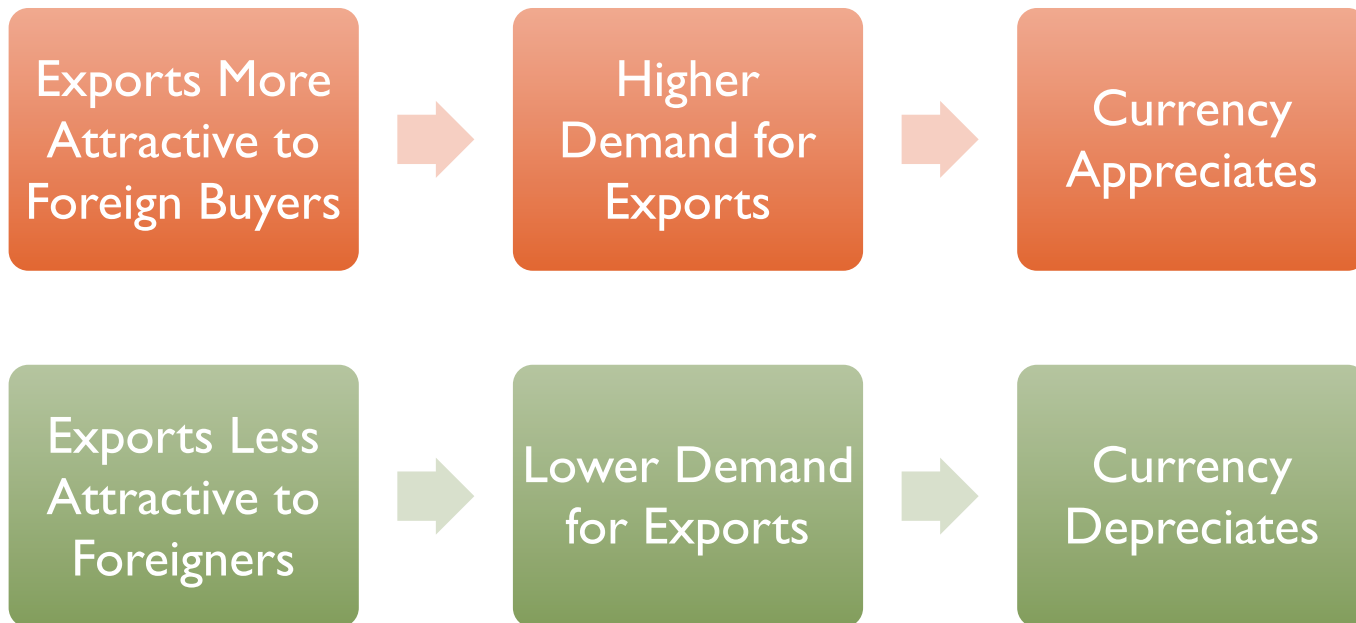 Exports More
Attractive to
Foreign Buyers
Higher
Demand for
Exports
Currency
Appreciates
Exports Less
Attractive to
Foreigners
Lower Demand
for Exports
Currency
Depreciates